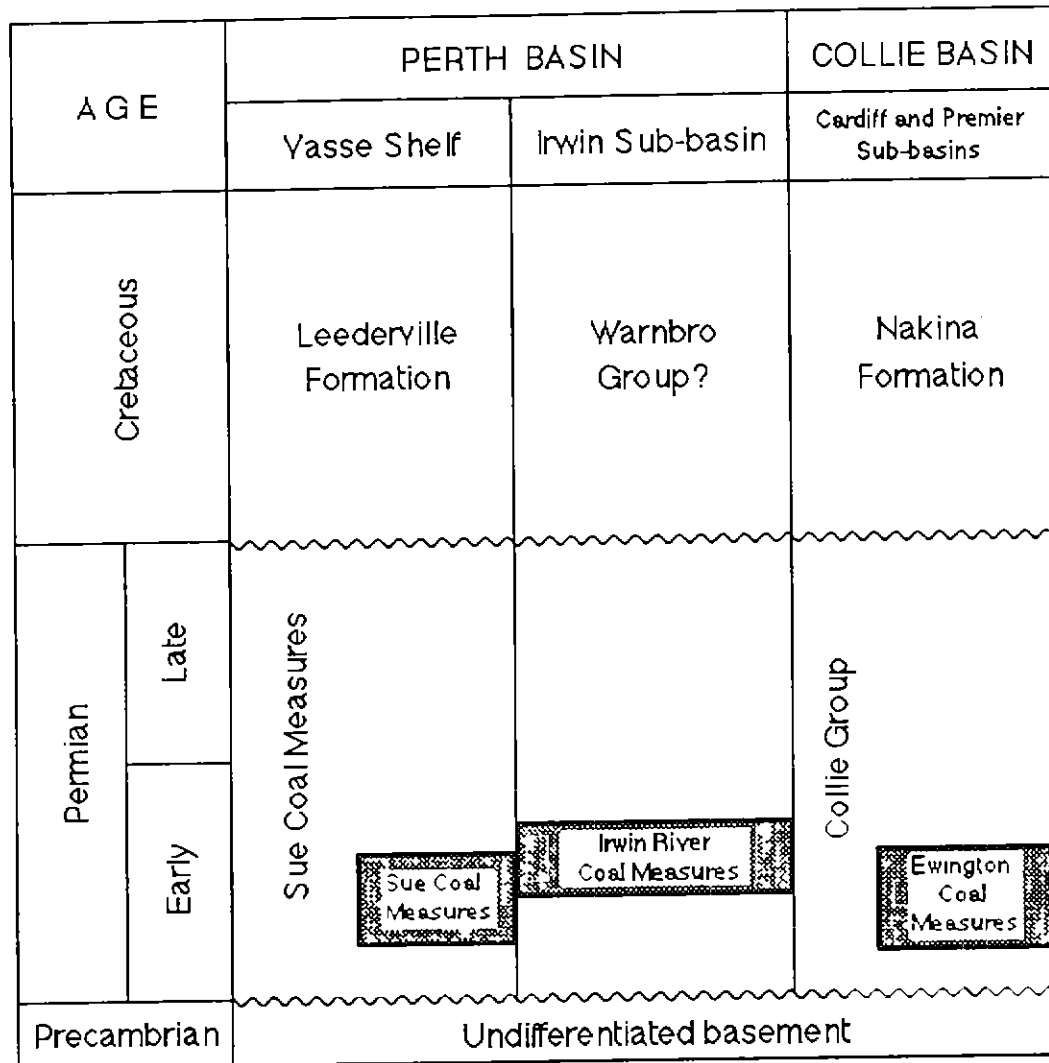 AGE
PERTH BASIN
COLLIE BASIN
Yasse Shelf
Irwin Sub-basin
Cardiff and Premier
Sub-basins
Cretaceous
Leederville
Formation
Warnbro
Group?
Nakina
Formation
Permian
Late
Early
Sue Coal Measures
Sue Coal
Measures
Irwin River
Coal Measures
Collie Group
Ewington
Coal
Measures
Precambrian
Undifferentiated basement